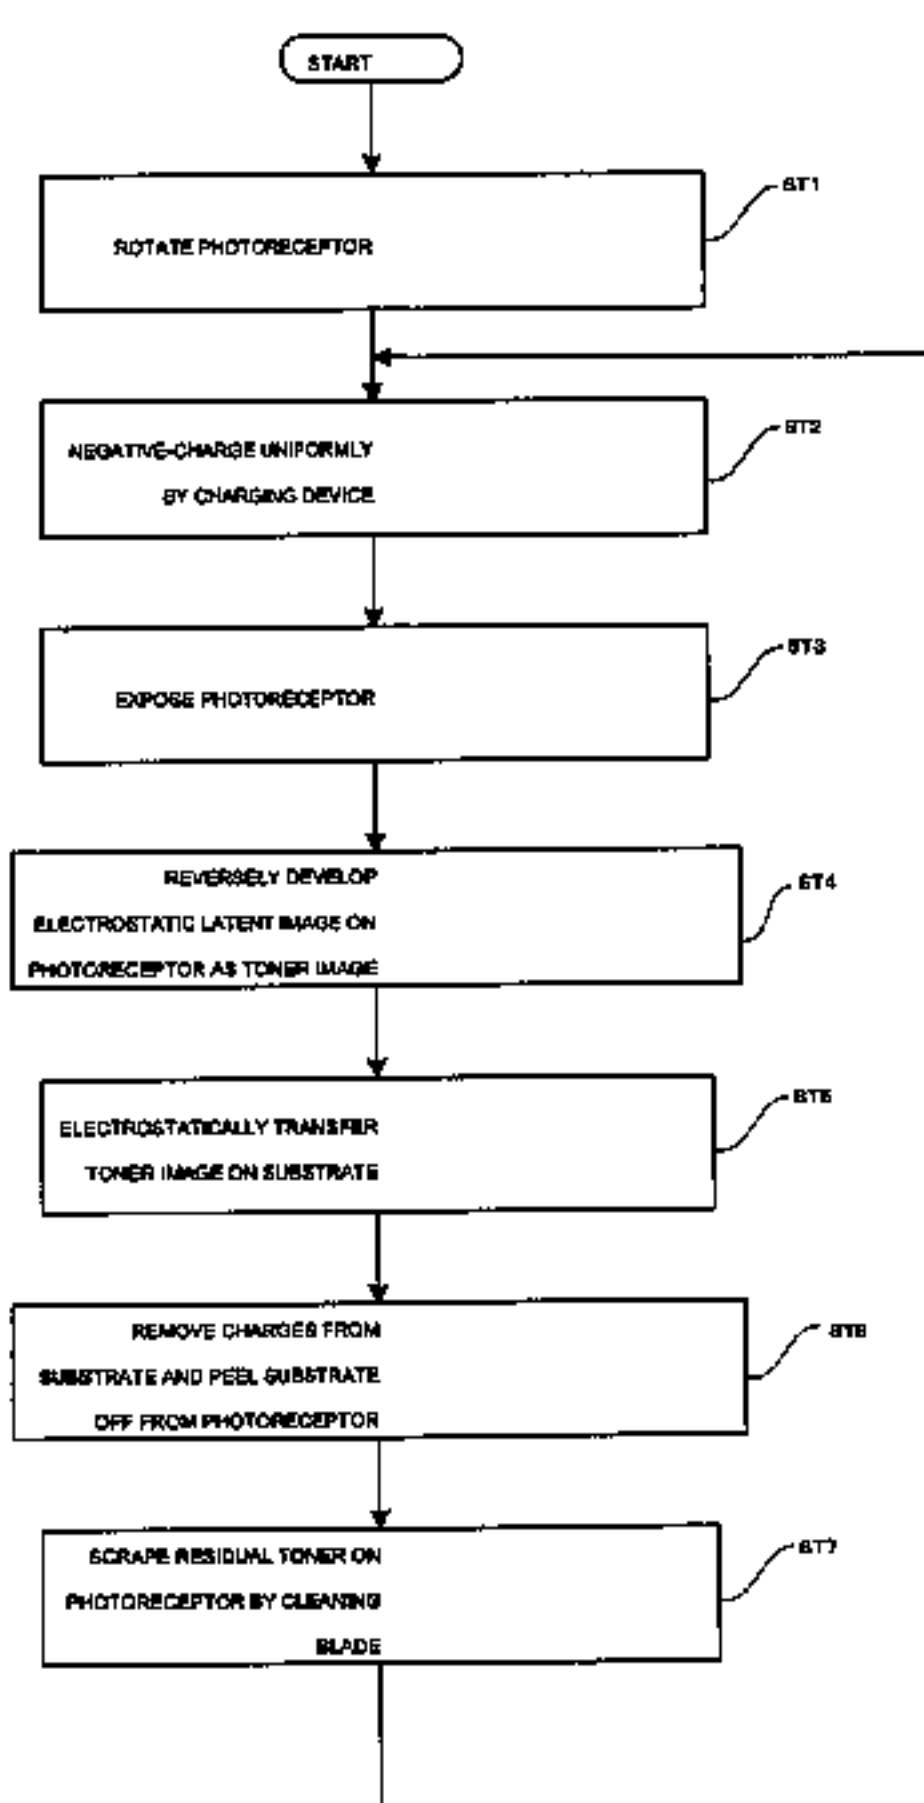 START
ROTATE PHOTORECEPTOR
ST1
NEGATIVE-CHARGE UNIFORMLY
BY CHARGING DEVICE
ST2
EXPOSE PHOTORECEPTOR
ST3
REVERSELY DEVELOP
ELECTROSTATIC LATENT IMAGE ON
PHOTORECEPTOR AS TONER IMAGE
ST4
ELECTROSTATICALLY TRANSFER
TONER IMAGE ON SUBSTRATE
ST5
REMOVE CHARGES FROM
SUBSTRATE AND PEEL SUBSTRATE
OFF FROM PHOTORECEPTOR
ST6
SCRAPE RESIDUAL TONER ON
PHOTORECEPTOR BY CLEANING
BLADE
ST7